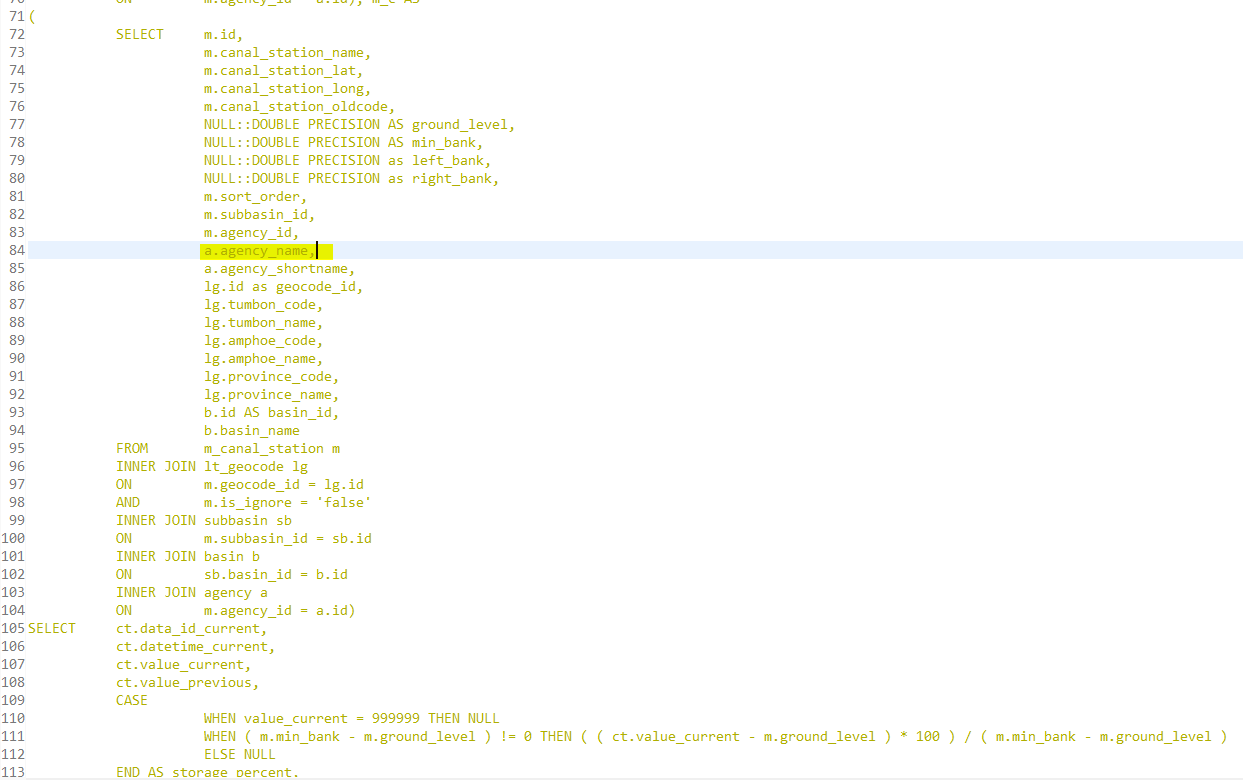 70 ON m.agency_id = a.id), m_c AS
71 (
72 SELECT m.id,
73 m.canal_station_name,
74 m.canal_station_lat,
75 m.canal_station_long,
76 m.canal_station_oldcode,
77 NULL::DOUBLE PRECISION AS ground_level,
78 NULL::DOUBLE PRECISION AS min_bank,
79 NULL::DOUBLE PRECISION as left_bank,
80 NULL::DOUBLE PRECISION as right_bank,
81 m.sort_order,
82 m.subbasin_id,
83 m.agency_id,
84 a.agency_name,
85 a.agency_shortname,
86 lg.id as geocode_id,
87 lg.tumbon_code,
88 lg.tumbon_name,
89 lg.amphoe_code,
90 lg.amphoe_name,
91 lg.province_code,
92 lg.province_name,
93 b.id AS basin_id,
94 b.basin_name
95 FROM m_canal_station m
96 INNER JOIN lt_geocode lg
97 ON m.geocode_id = lg.id
98 AND m.is_ignore = 'false'
99 INNER JOIN subbasin sb
100 ON m.subbasin_id = sb.id
101 INNER JOIN basin b
102 ON sb.basin_id = b.id
103 INNER JOIN agency a
104 ON m.agency_id = a.id)
105 SELECT ct.data_id_current,
106 ct.datetime_current,
107 ct.value_current,
108 ct.value_previous,
109 CASE
110 WHEN value_current = 999999 THEN NULL
111 WHEN ( m.min_bank - m.ground_level ) != 0 THEN ( ( ct.value_current - m.ground_level ) * 100 ) / ( m.min_bank - m.ground_level )
112 ELSE NULL
113 END AS storage_percent,